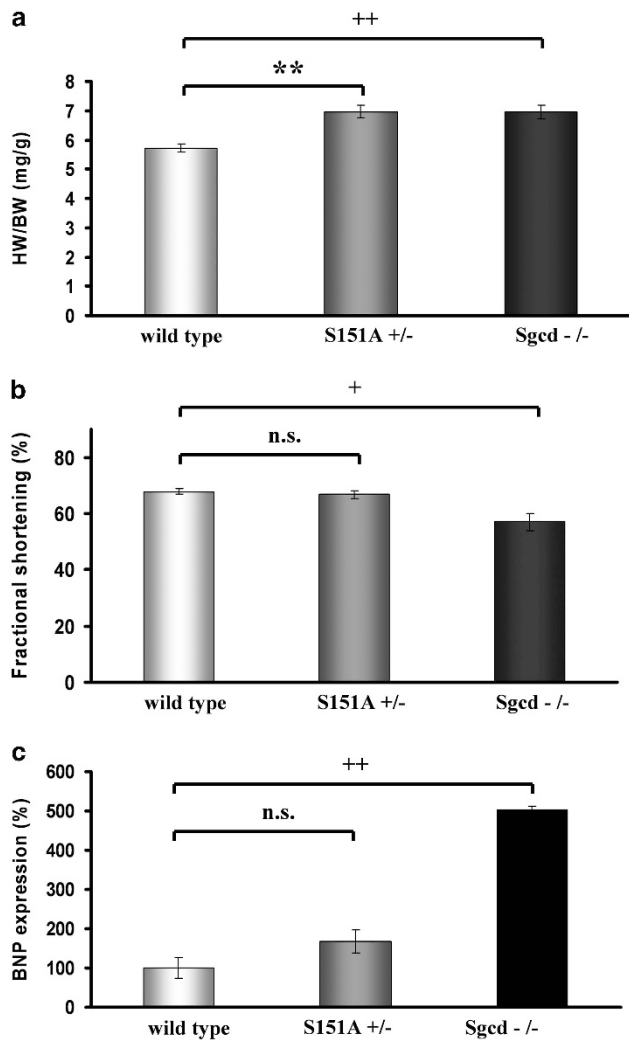 a
++
**
HW/BW (mg/g)
8
7
6
5
4
3
2
1
0
wild type
S151A +/-
Sgcd - /-
b
+
n.s.
Fractional shortening (%)
80
60
40
20
0
wild type
S151A +/-
Sgcd - /-
c
++
n.s.
BNP expression (%)
600
500
400
300
200
100
0
wild type
S151A +/-
Sgcd - /-